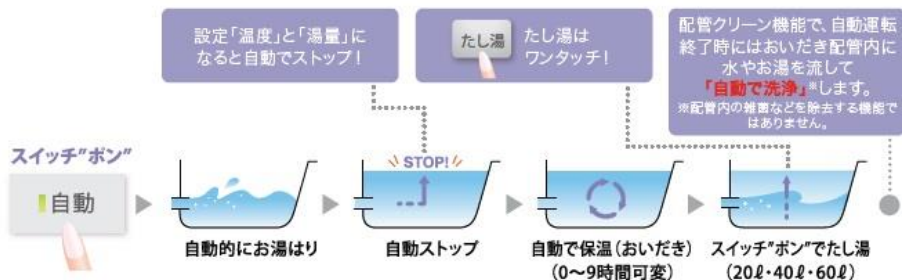 設定「温度」と「湯量」に
なると自動でストップ！
たし湯
たし湯は
ワンタッチ！
配管クリーン機能で、自動運転
終了時にはおいだき配管内に
水やお湯を流して
「自動で洗浄」※します。
※配管内の雑菌などを除去する機能で
はありません。
スイッチ"ポン"
自動
STOP!
自動的にお湯はり
自動ストップ
自動で保温（おいだき）
（0〜9時間可変）
スイッチ"ポン"でたし湯
（20ℓ・40ℓ・60ℓ）